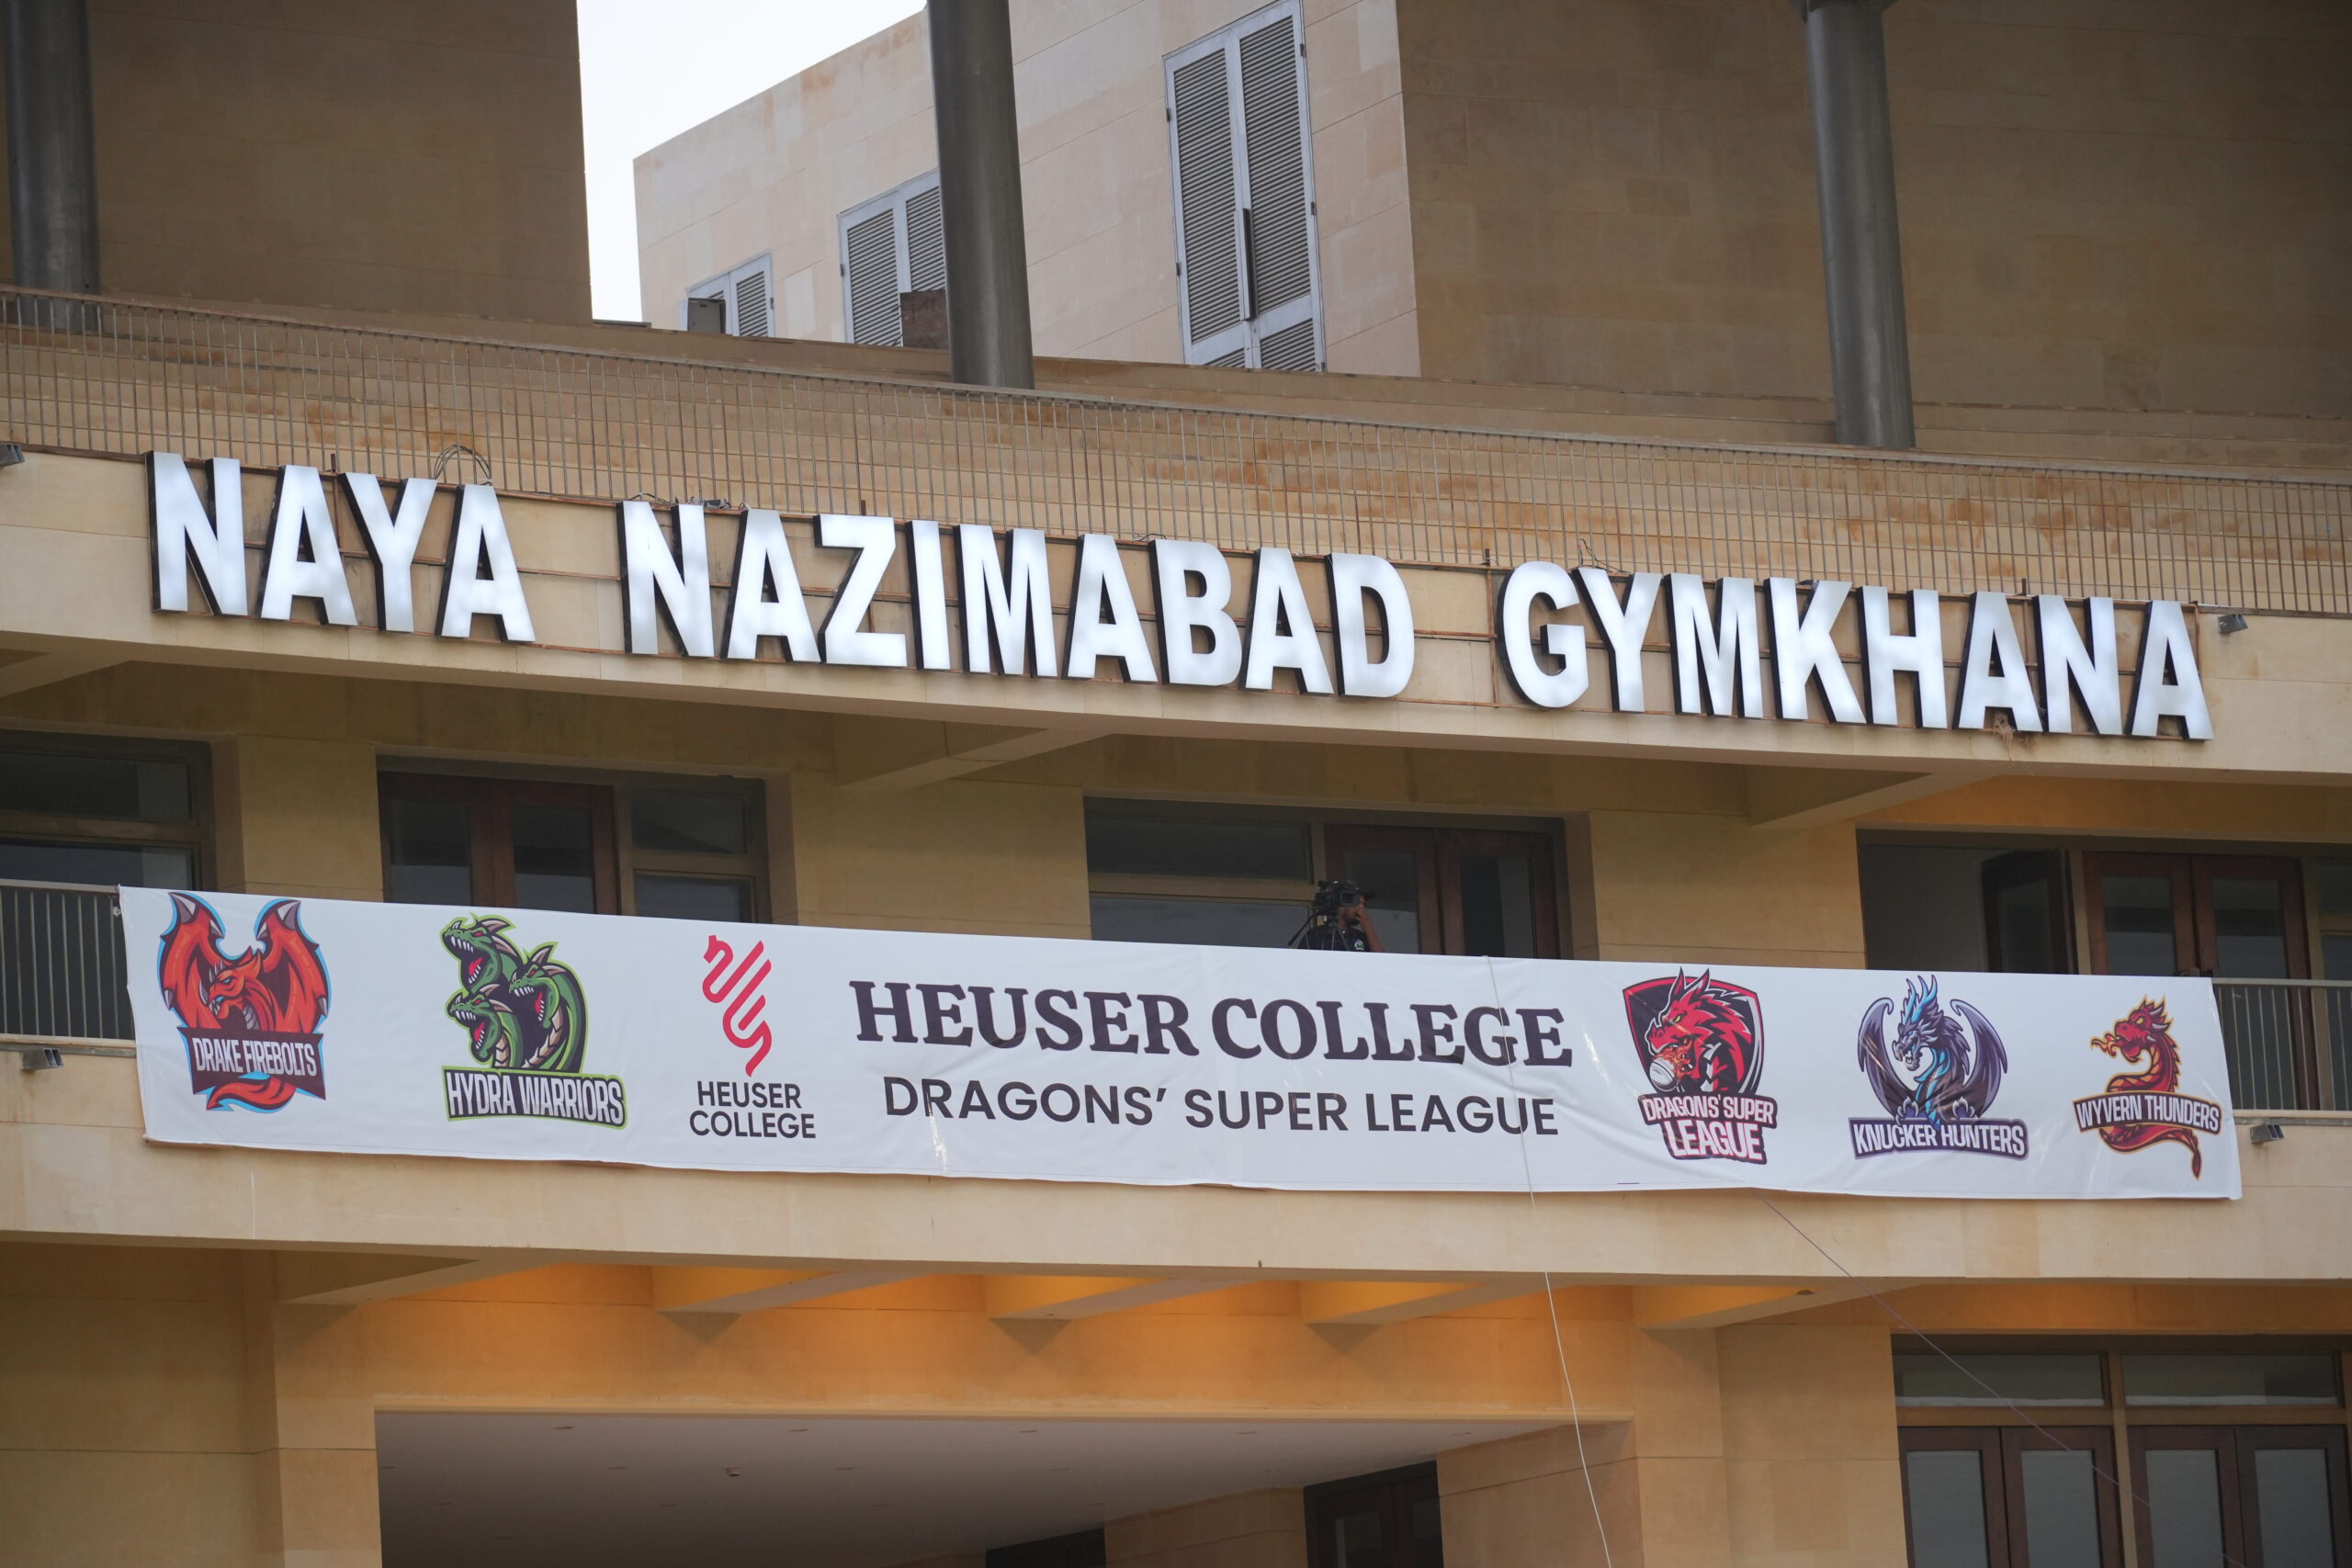 NAYA NAZIMABAD GYMKHANA
DRAKE FIREBOLTS
HYDRA WARRIORS
HEUSER
COLLEGE
HEUSER COLLEGE
DRAGONS' SUPER LEAGUE
DRAGONS' SUPER
LEAGUE
KNUCKER HUNTERS
WYVERN THUNDERS